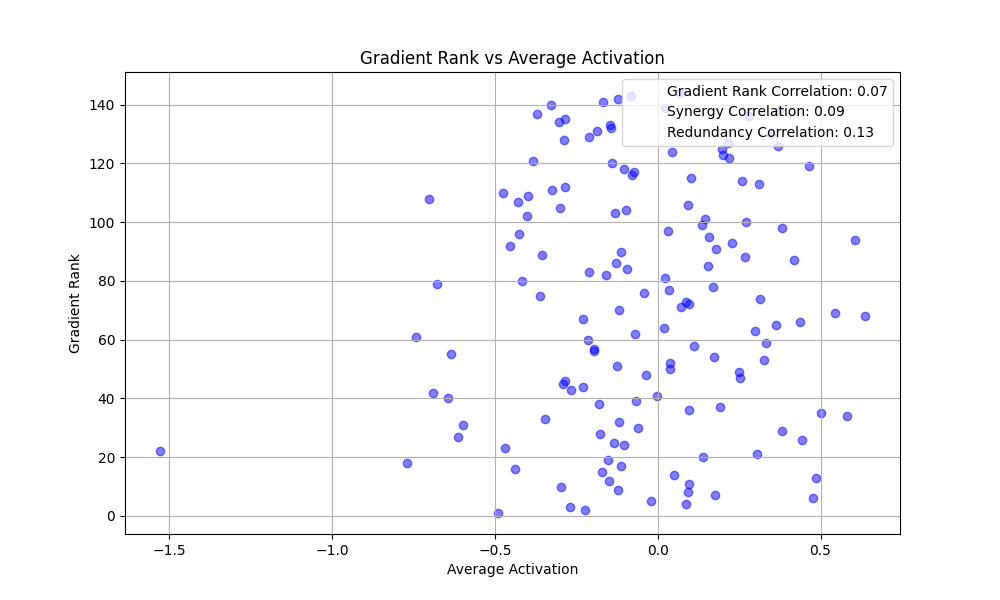 Gradient Rank vs Average Activation
Gradient Rank Correlation: 0.07
Synergy Correlation: 0.09
Redundancy Correlation: 0.13
140
120
100
80
60
40
20
0
Gradient Rank
−1.5
−1.0
−0.5
0.0
0.5
Average Activation